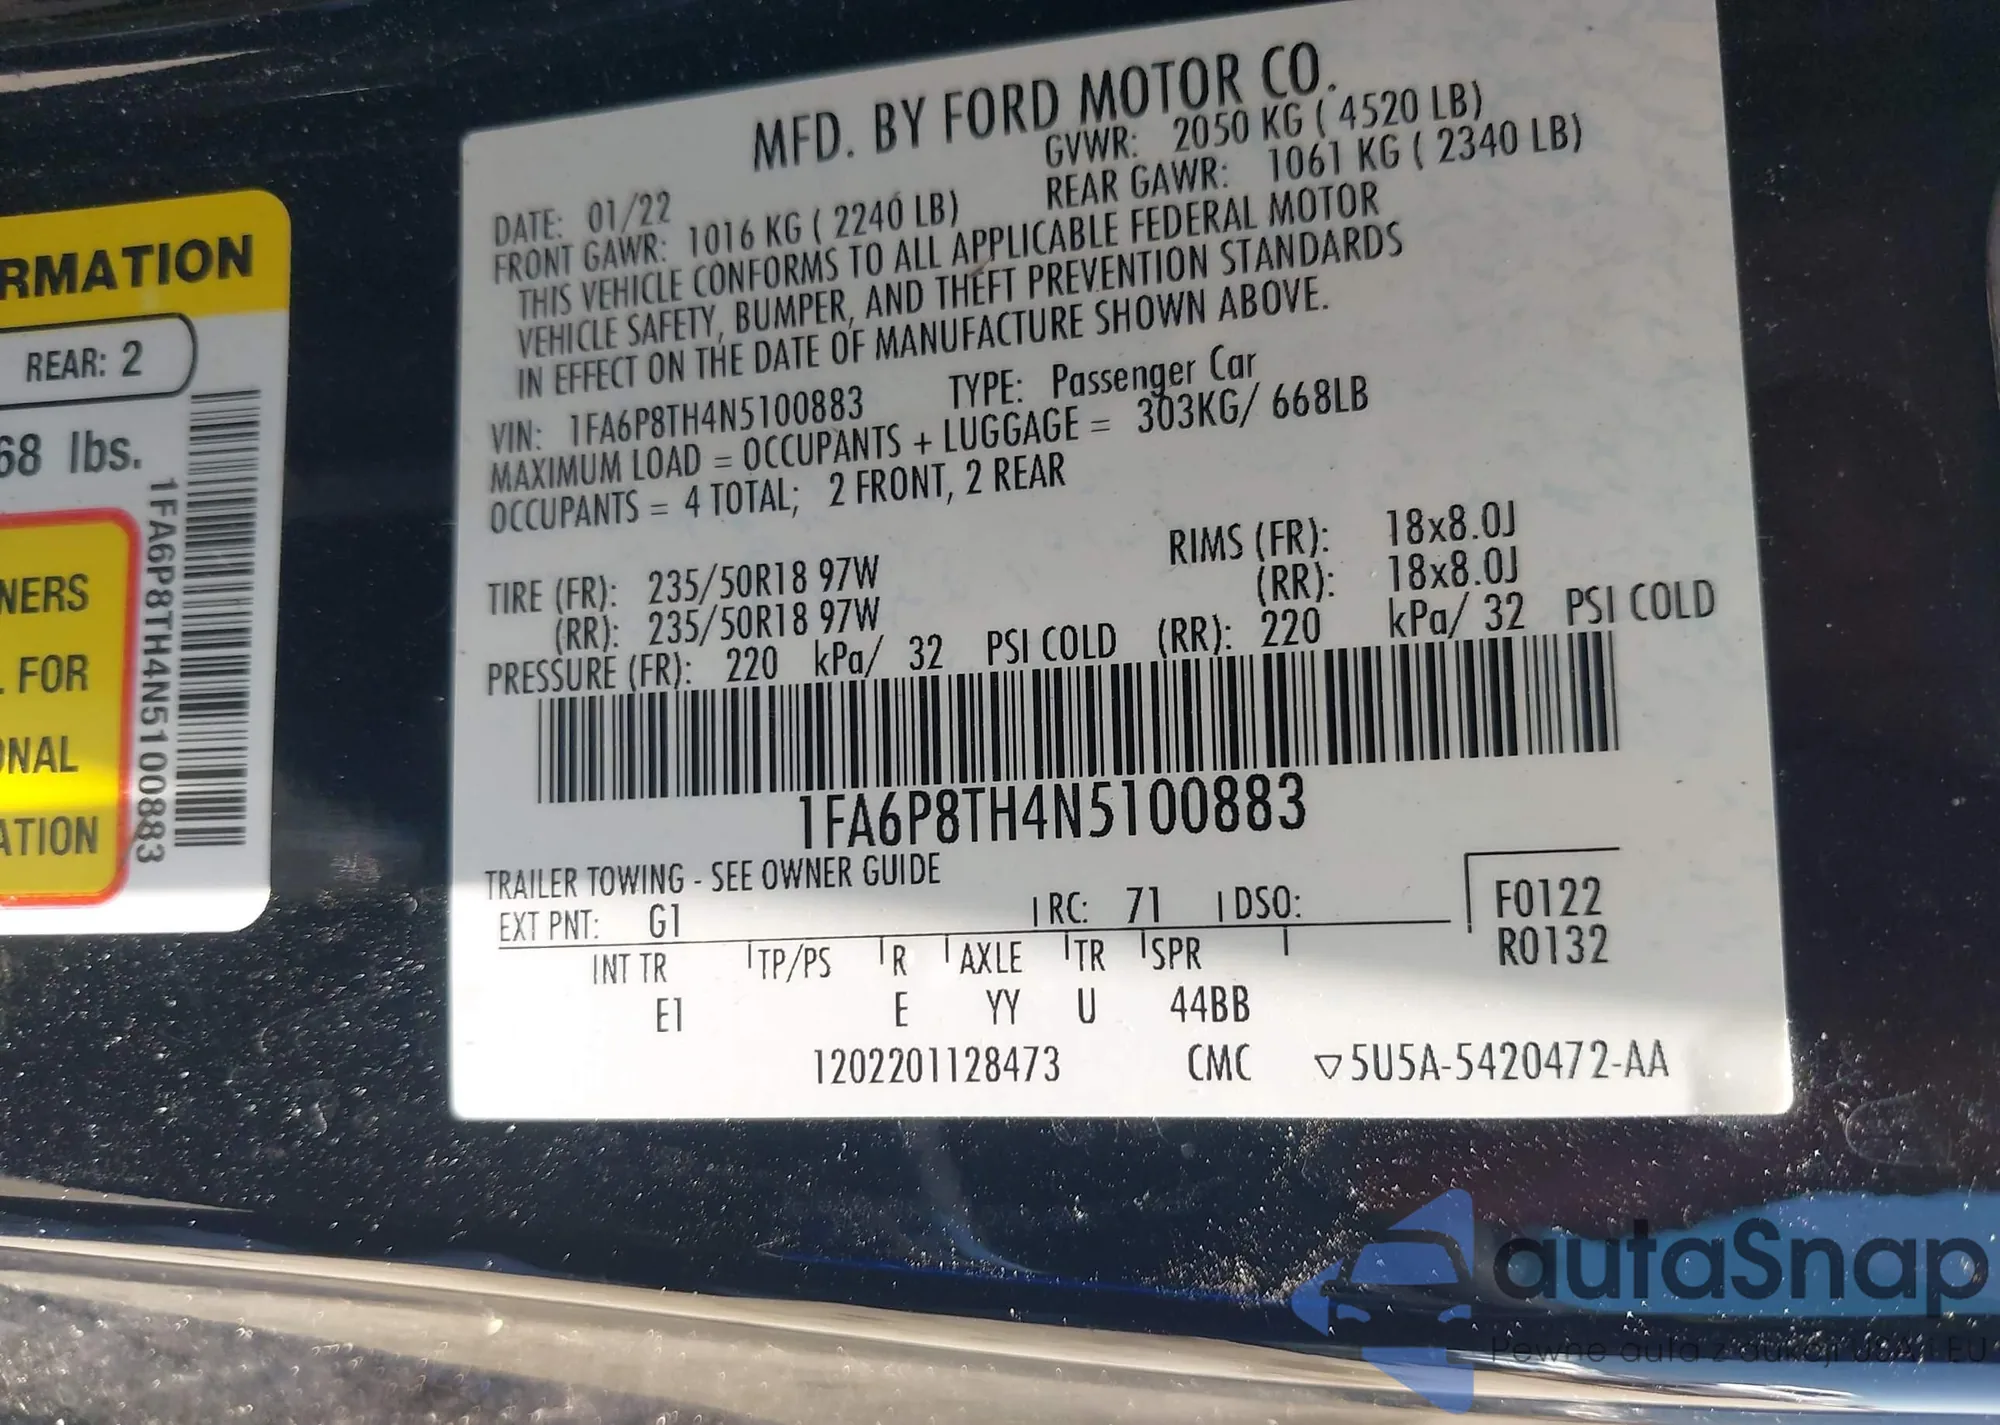 RMATION
REAR: 2
68 lbs.
NERS
FOR
ONAL
ATION
1FA6P8TH4N5100883
MFD. BY FORD MOTOR CO.
DATE: 01/22 GVWR: 2050 KG ( 4520 LB)
FRONT GAWR: 1016 KG ( 2240 LB) REAR GAWR: 1061 KG ( 2340 LB)
THIS VEHICLE CONFORMS TO ALL APPLICABLE FEDERAL MOTOR
VEHICLE SAFETY, BUMPER, AND THEFT PREVENTION STANDARDS
IN EFFECT ON THE DATE OF MANUFACTURE SHOWN ABOVE.
VIN: 1FA6P8TH4N5100883 TYPE: Passenger Car
MAXIMUM LOAD = OCCUPANTS + LUGGAGE = 303KG/ 668LB
OCCUPANTS = 4 TOTAL; 2 FRONT, 2 REAR
TIRE (FR): 235/50R18 97W RIMS (FR): 18x8.0J
(RR): 235/50R18 97W (RR): 18x8.0J
PRESSURE (FR): 220 kPa/ 32 PSI COLD (RR): 220 kPa/ 32 PSI COLD
1FA6P8TH4N5100883
TRAILER TOWING - SEE OWNER GUIDE
EXT PNT: G1 RC: 71 DSO: F0122
R0132
INT TR TP/PS R AXLE TR SPR
E1 E YY U 44BB
1202201128473 CMC ▽5U5A-5420472-AA
autaSnap
Pewne auta z aukcji USA i EU